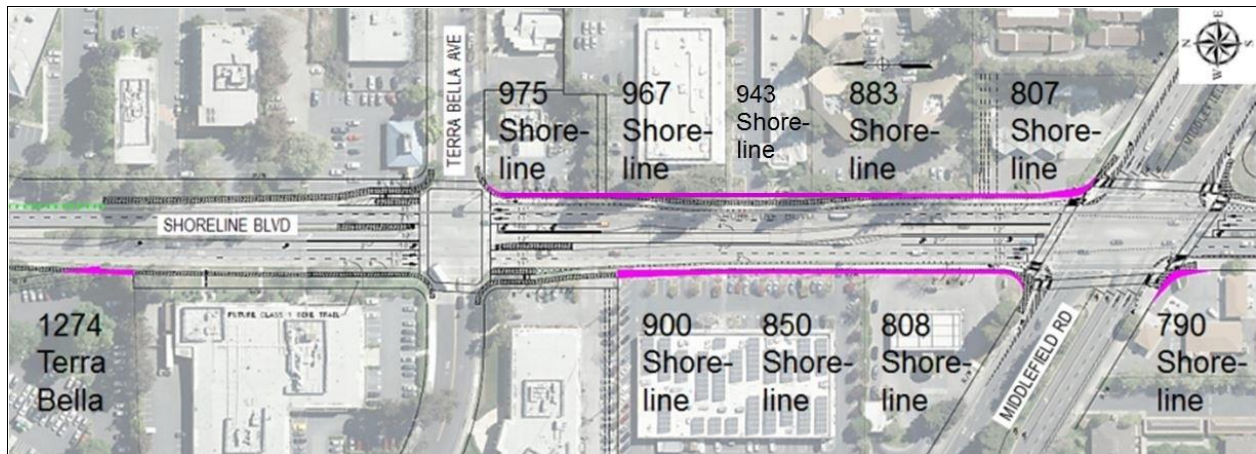 TERRA BELLA AVE
975
Shore-
line
967
Shore-
line
943
Shore-
line
883
Shore-
line
807
Shore-
line
N
E
S
W
SHORELINE BLVD
1274
Terra
Bella
FUTURE CLASS 1 BIKE TRAIL
900
Shore-
line
850
Shore-
line
808
Shore-
line
MIDDLEFIELD RD
790
Shore-
line